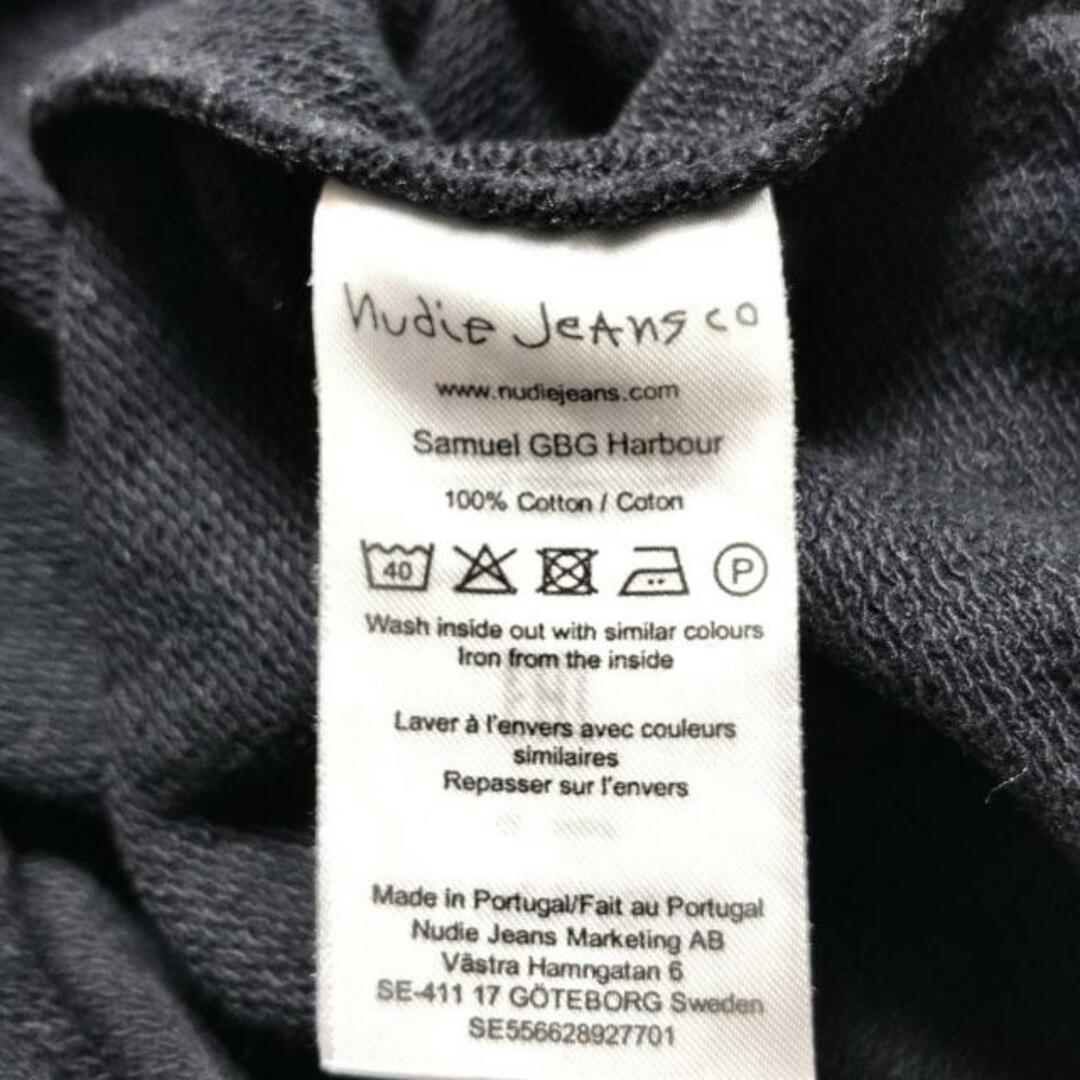 nudie Jeans co
www.nudiejeans.com
Samuel GBG Harbour
100% Cotton / Coton
40 P
Wash inside out with similar colours
Iron from the inside
Laver à l'envers avec couleurs
similaires
Repasser sur l'envers
Made in Portugal/Fait au Portugal
Nudie Jeans Marketing AB
Västra Hamngatan 6
SE-411 17 GÖTEBORG Sweden
SE556628927701